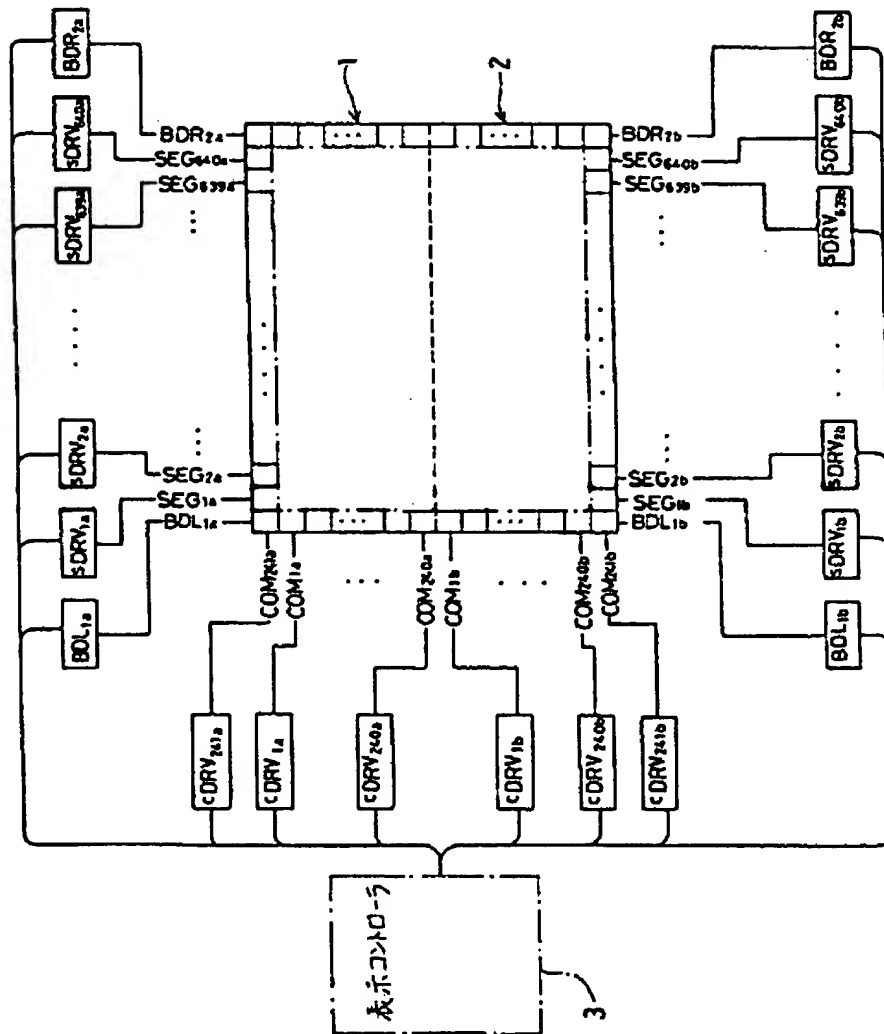 BDL1a
SDRV1a
SDRV2a
. . . .
SDRV639a
SDRV640a
BDR2a
BDL1a
SEG1a
SEG2a
...
...
SEG639a
SEG640a
BDR2a
CDRV241a
CDRV1a
CDRV240a
CDRV1b
CDRV240b
CDRV241b
COM241a
COM1a
...
COM240a
COM1b
...
COM240b
COM241b
1
2
表示コントローラ
3
BDL1b
SEG1b
SEG2b
...
...
SEG639b
SEG640b
BDR2b
BDL1b
SDRV1b
SDRV2b
. . . .
SDRV639b
SDRV640b
BDR2b